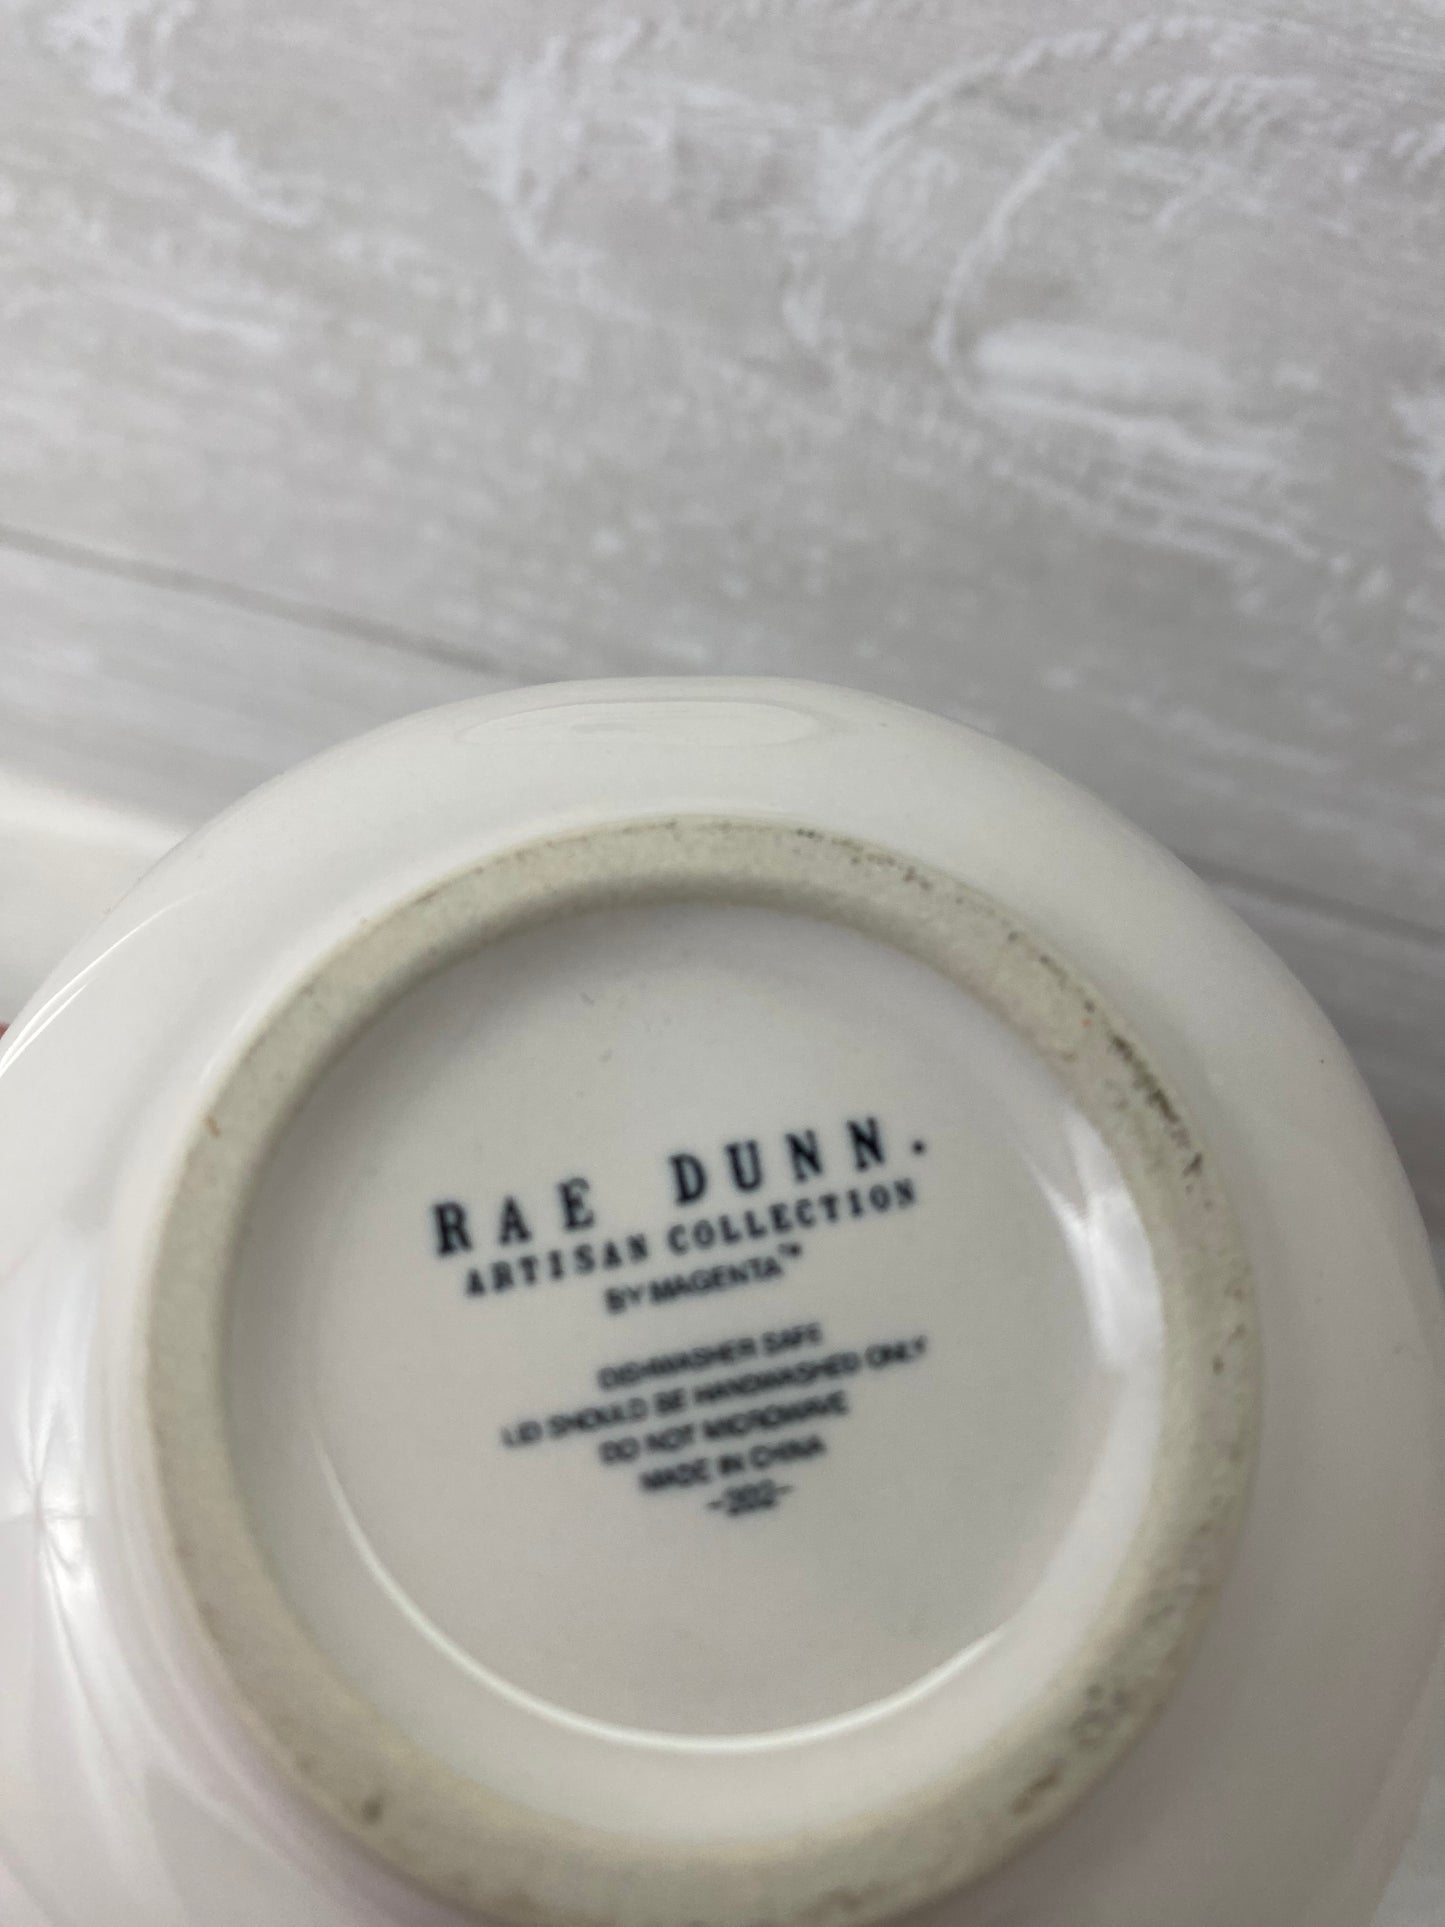 RAE DUNN.
ARTISAN COLLECTION
BY MAGENTA™
DISHWASHER SAFE
LID SHOULD BE HANDWASHED ONLY
DO NOT MICROWAVE
MADE IN CHINA